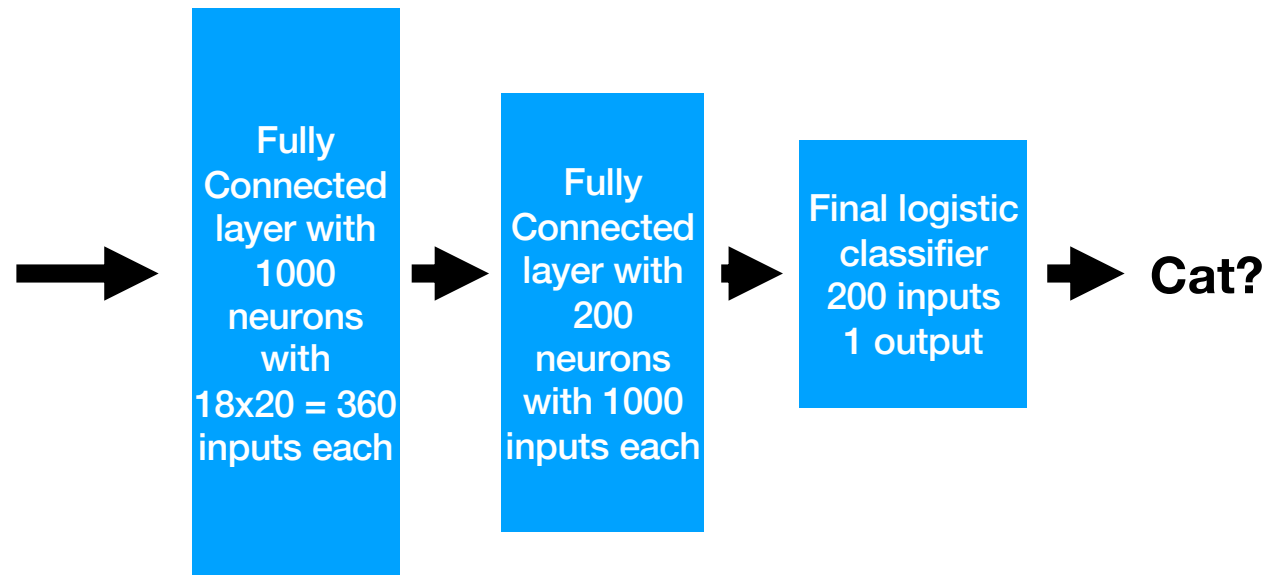 Fully
Connected
layer with
1000
neurons
with
18x20 = 360
inputs each
Fully
Connected
layer with
200
neurons
with 1000
inputs each
Final logistic
classifier
200 inputs
1 output
Cat?